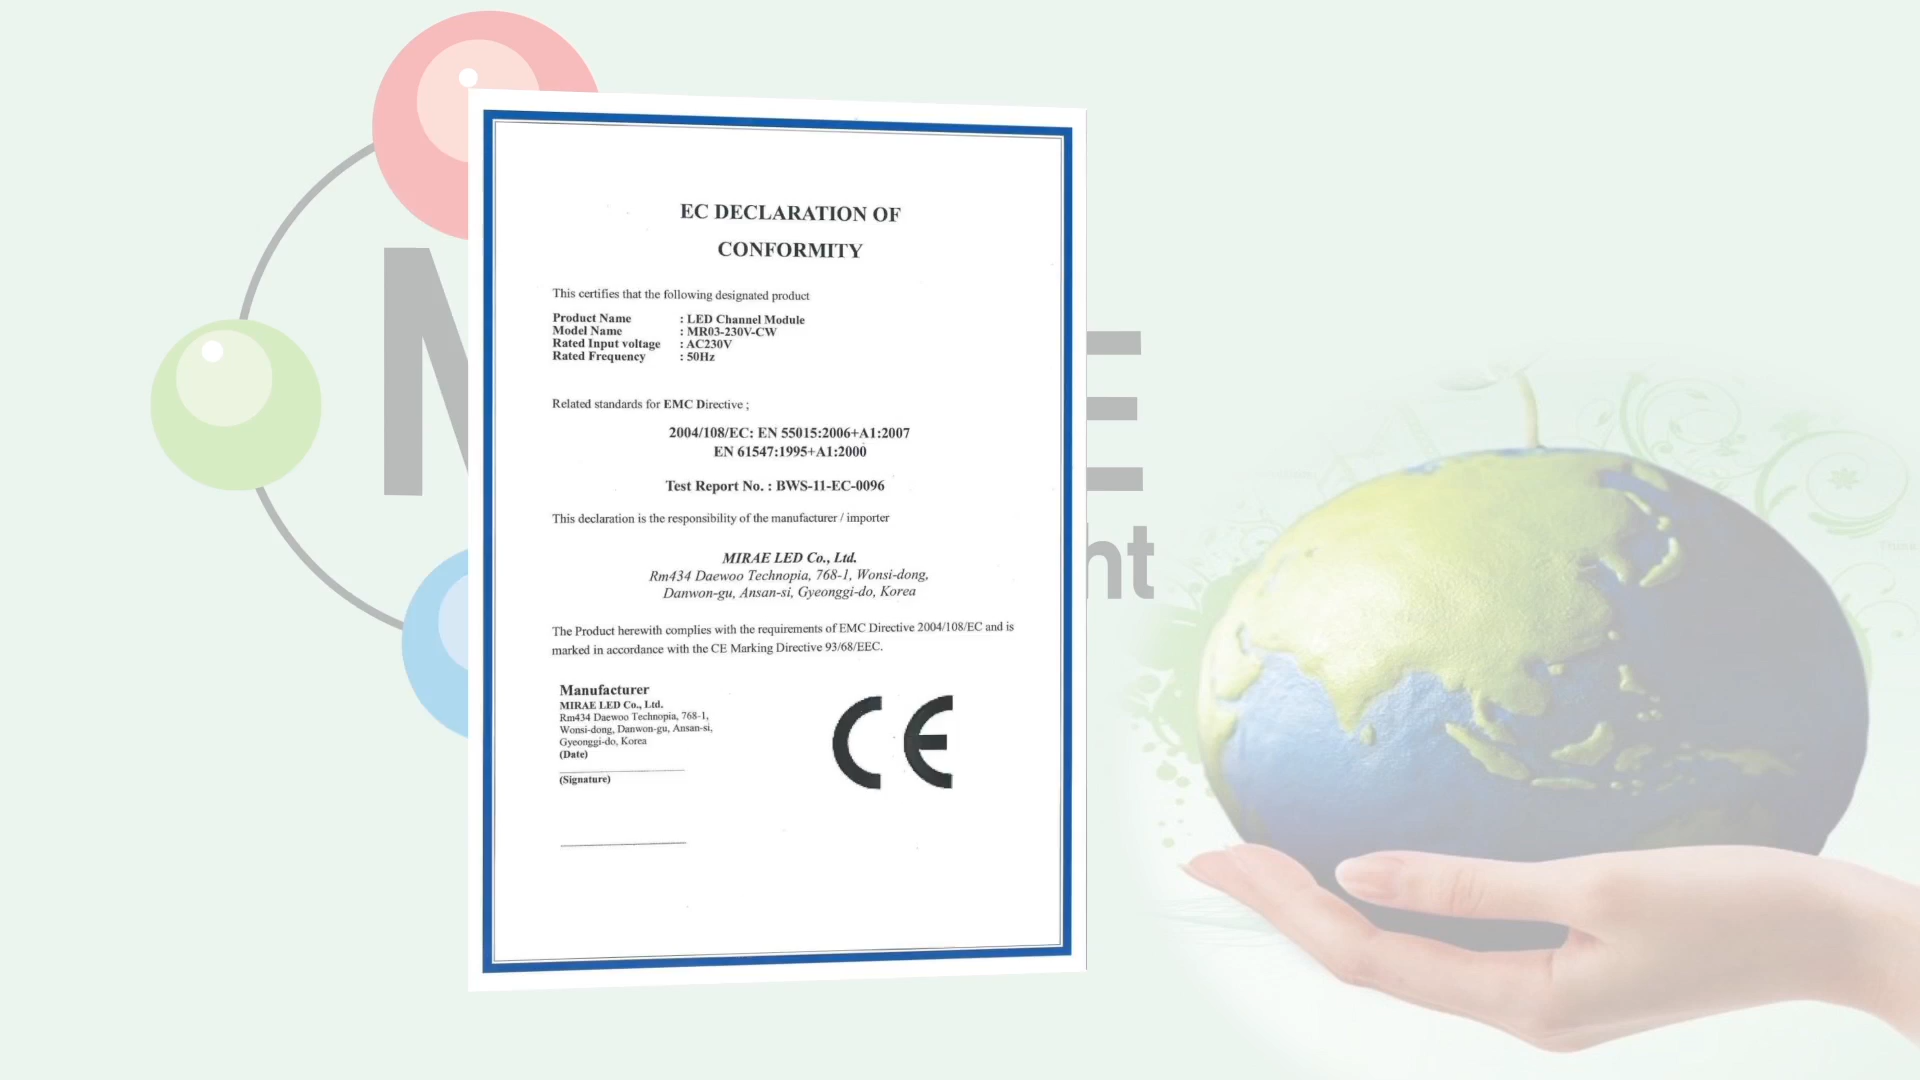 EC DECLARATION OF
CONFORMITY
This certifies that the following designated product
Product Name : LED Channel Module
Model Name : MR03-230V-CW
Rated Input voltage : AC230V
Rated Frequency : 50Hz
Related standards for EMC Directive ;
2004/108/EC: EN 55015:2006+A1:2007
EN 61547:1995+A1:2000
Test Report No. : BWS-11-EC-0096
This declaration is the responsibility of the manufacturer / importer
MIRAE LED Co., Ltd.
Rm434 Daewoo Technopia, 768-1, Wonsi-dong,
Danwon-gu, Ansan-si, Gyeonggi-do, Korea
The Product herewith complies with the requirements of EMC Directive 2004/108/EC and is
marked in accordance with the CE Marking Directive 93/68/EEC.
Manufacturer
MIRAE LED Co., Ltd.
Rm434 Daewoo Technopia, 768-1,
Wonsi-dong, Danwon-gu, Ansan-si,
Gyeonggi-do, Korea
(Date)
(Signature)
CE
M E
ht